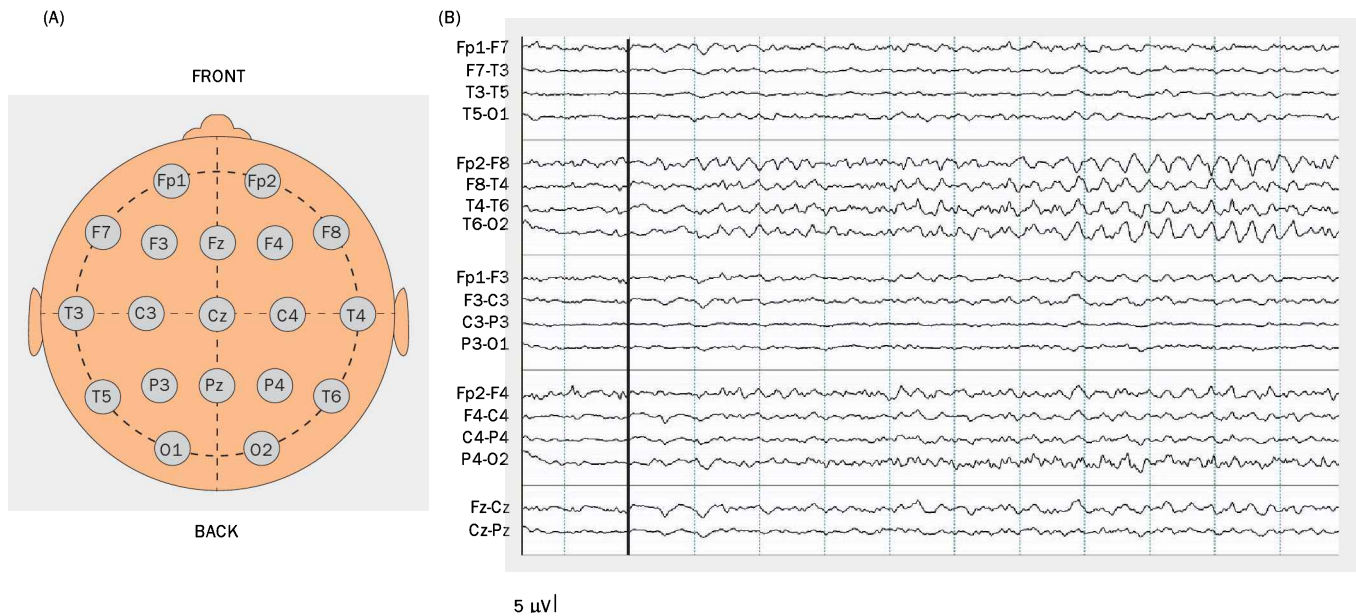 (A)
FRONT
Fp1 Fp2
F7 F3 Fz F4 F8
T3 C3 Cz C4 T4
T5 P3 Pz P4 T6
O1 O2
BACK
(B)
Fp1-F7
F7-T3
T3-T5
T5-O1
Fp2-F8
F8-T4
T4-T6
T6-O2
Fp1-F3
F3-C3
C3-P3
P3-O1
Fp2-F4
F4-C4
C4-P4
P4-O2
Fz-Cz
Cz-Pz
5 μV